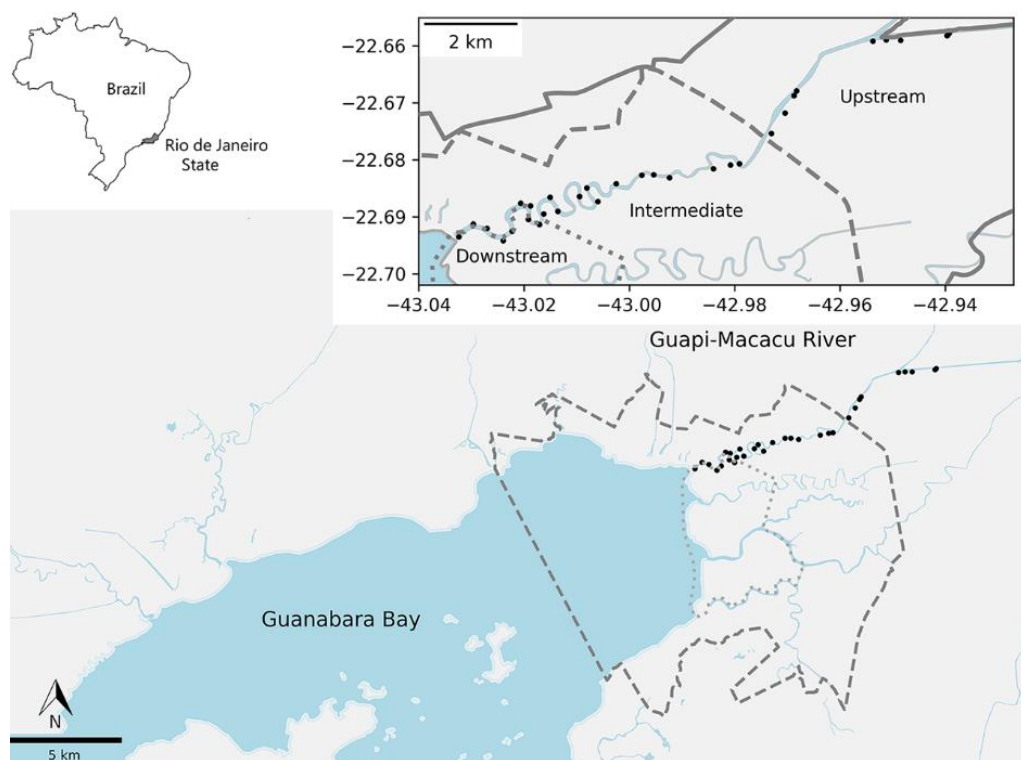 Brazil
Rio de Janeiro
State
2 km
−22.66
−22.67
−22.68
−22.69
−22.70
Upstream
Intermediate
Downstream
−43.04
−43.02
−43.00
−42.98
−42.96
−42.94
Guapi-Macacu River
Guanabara Bay
N
5 km